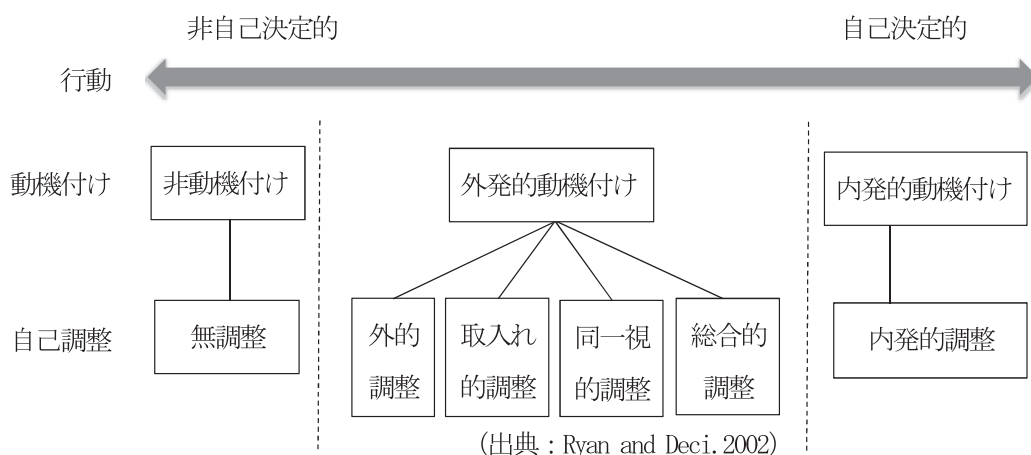 非自己決定的 自己決定的
行動
動機付け 非動機付け 外発的動機付け 内発的動機付け
自己調整 無調整 外的 取入れ 同一視 総合的 内発的調整
調整 的調整 的調整 調整
(出典：Ryan and Deci.2002)